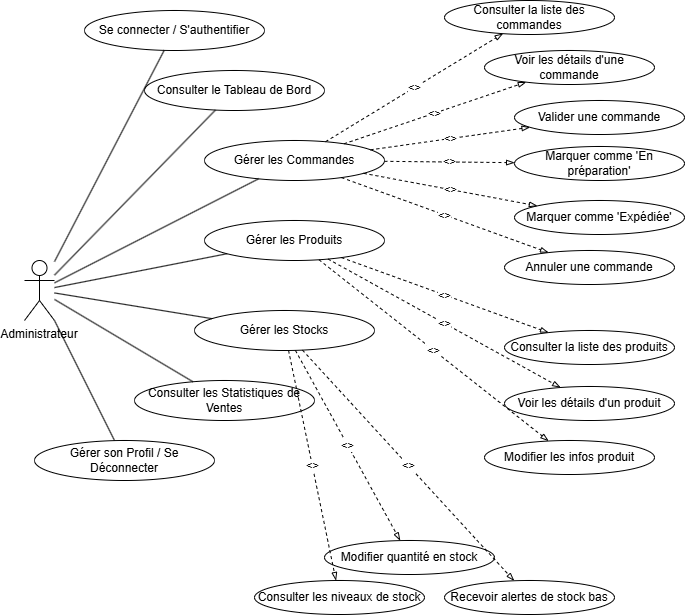 Consulter la liste des
commandes
Se connecter / S'authentifier
Voir les détails d'une
commande
Consulter le Tableau de Bord
<>
<>
Valider une commande
<>
Gérer les Commandes
<>
Marquer comme 'En
préparation'
<>
Marquer comme 'Expédiée'
<>
Gérer les Produits
Annuler une commande
<>
Administrateur
Gérer les Stocks
<>
<>
Consulter la liste des produits
Consulter les Statistiques de
Ventes
Voir les détails d'un produit
Gérer son Profil / Se
Déconnecter
<>
Modifier les infos produit
<>
<>
Modifier quantité en stock
Consulter les niveaux de stock
Recevoir alertes de stock bas